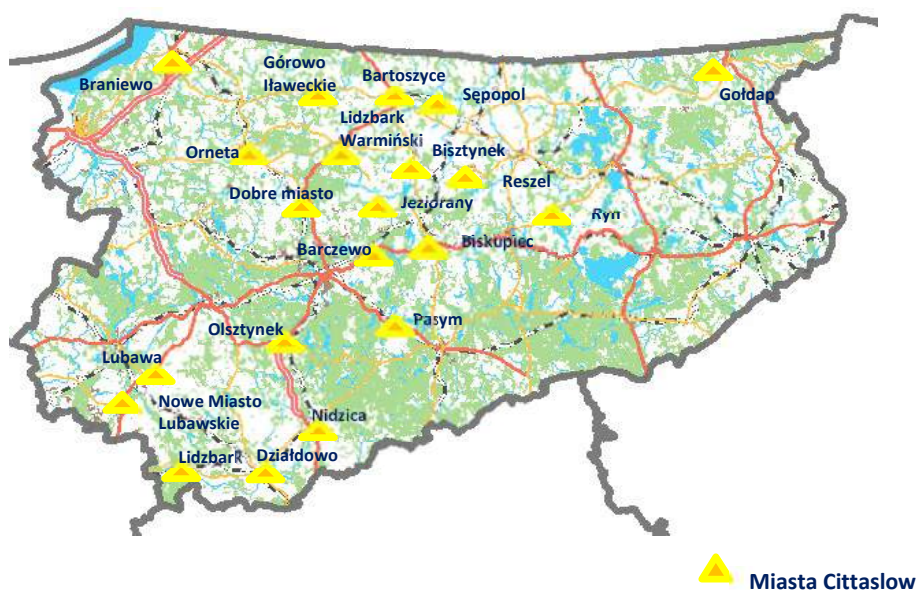 Braniewo
Górowo
Iławeckie
Bartoszyce
Sępopol
Gołdap
Lidzbark
Warmiński
Orneta
Bisztynek
Reszel
Dobre miasto
Jeziorany
Ryn
Barczewo
Biskupiec
Olsztynek
Pasym
Lubawa
Nowe Miasto
Lubawskie
Nidzica
Lidzbark
Działdowo
Miasta Cittaslow